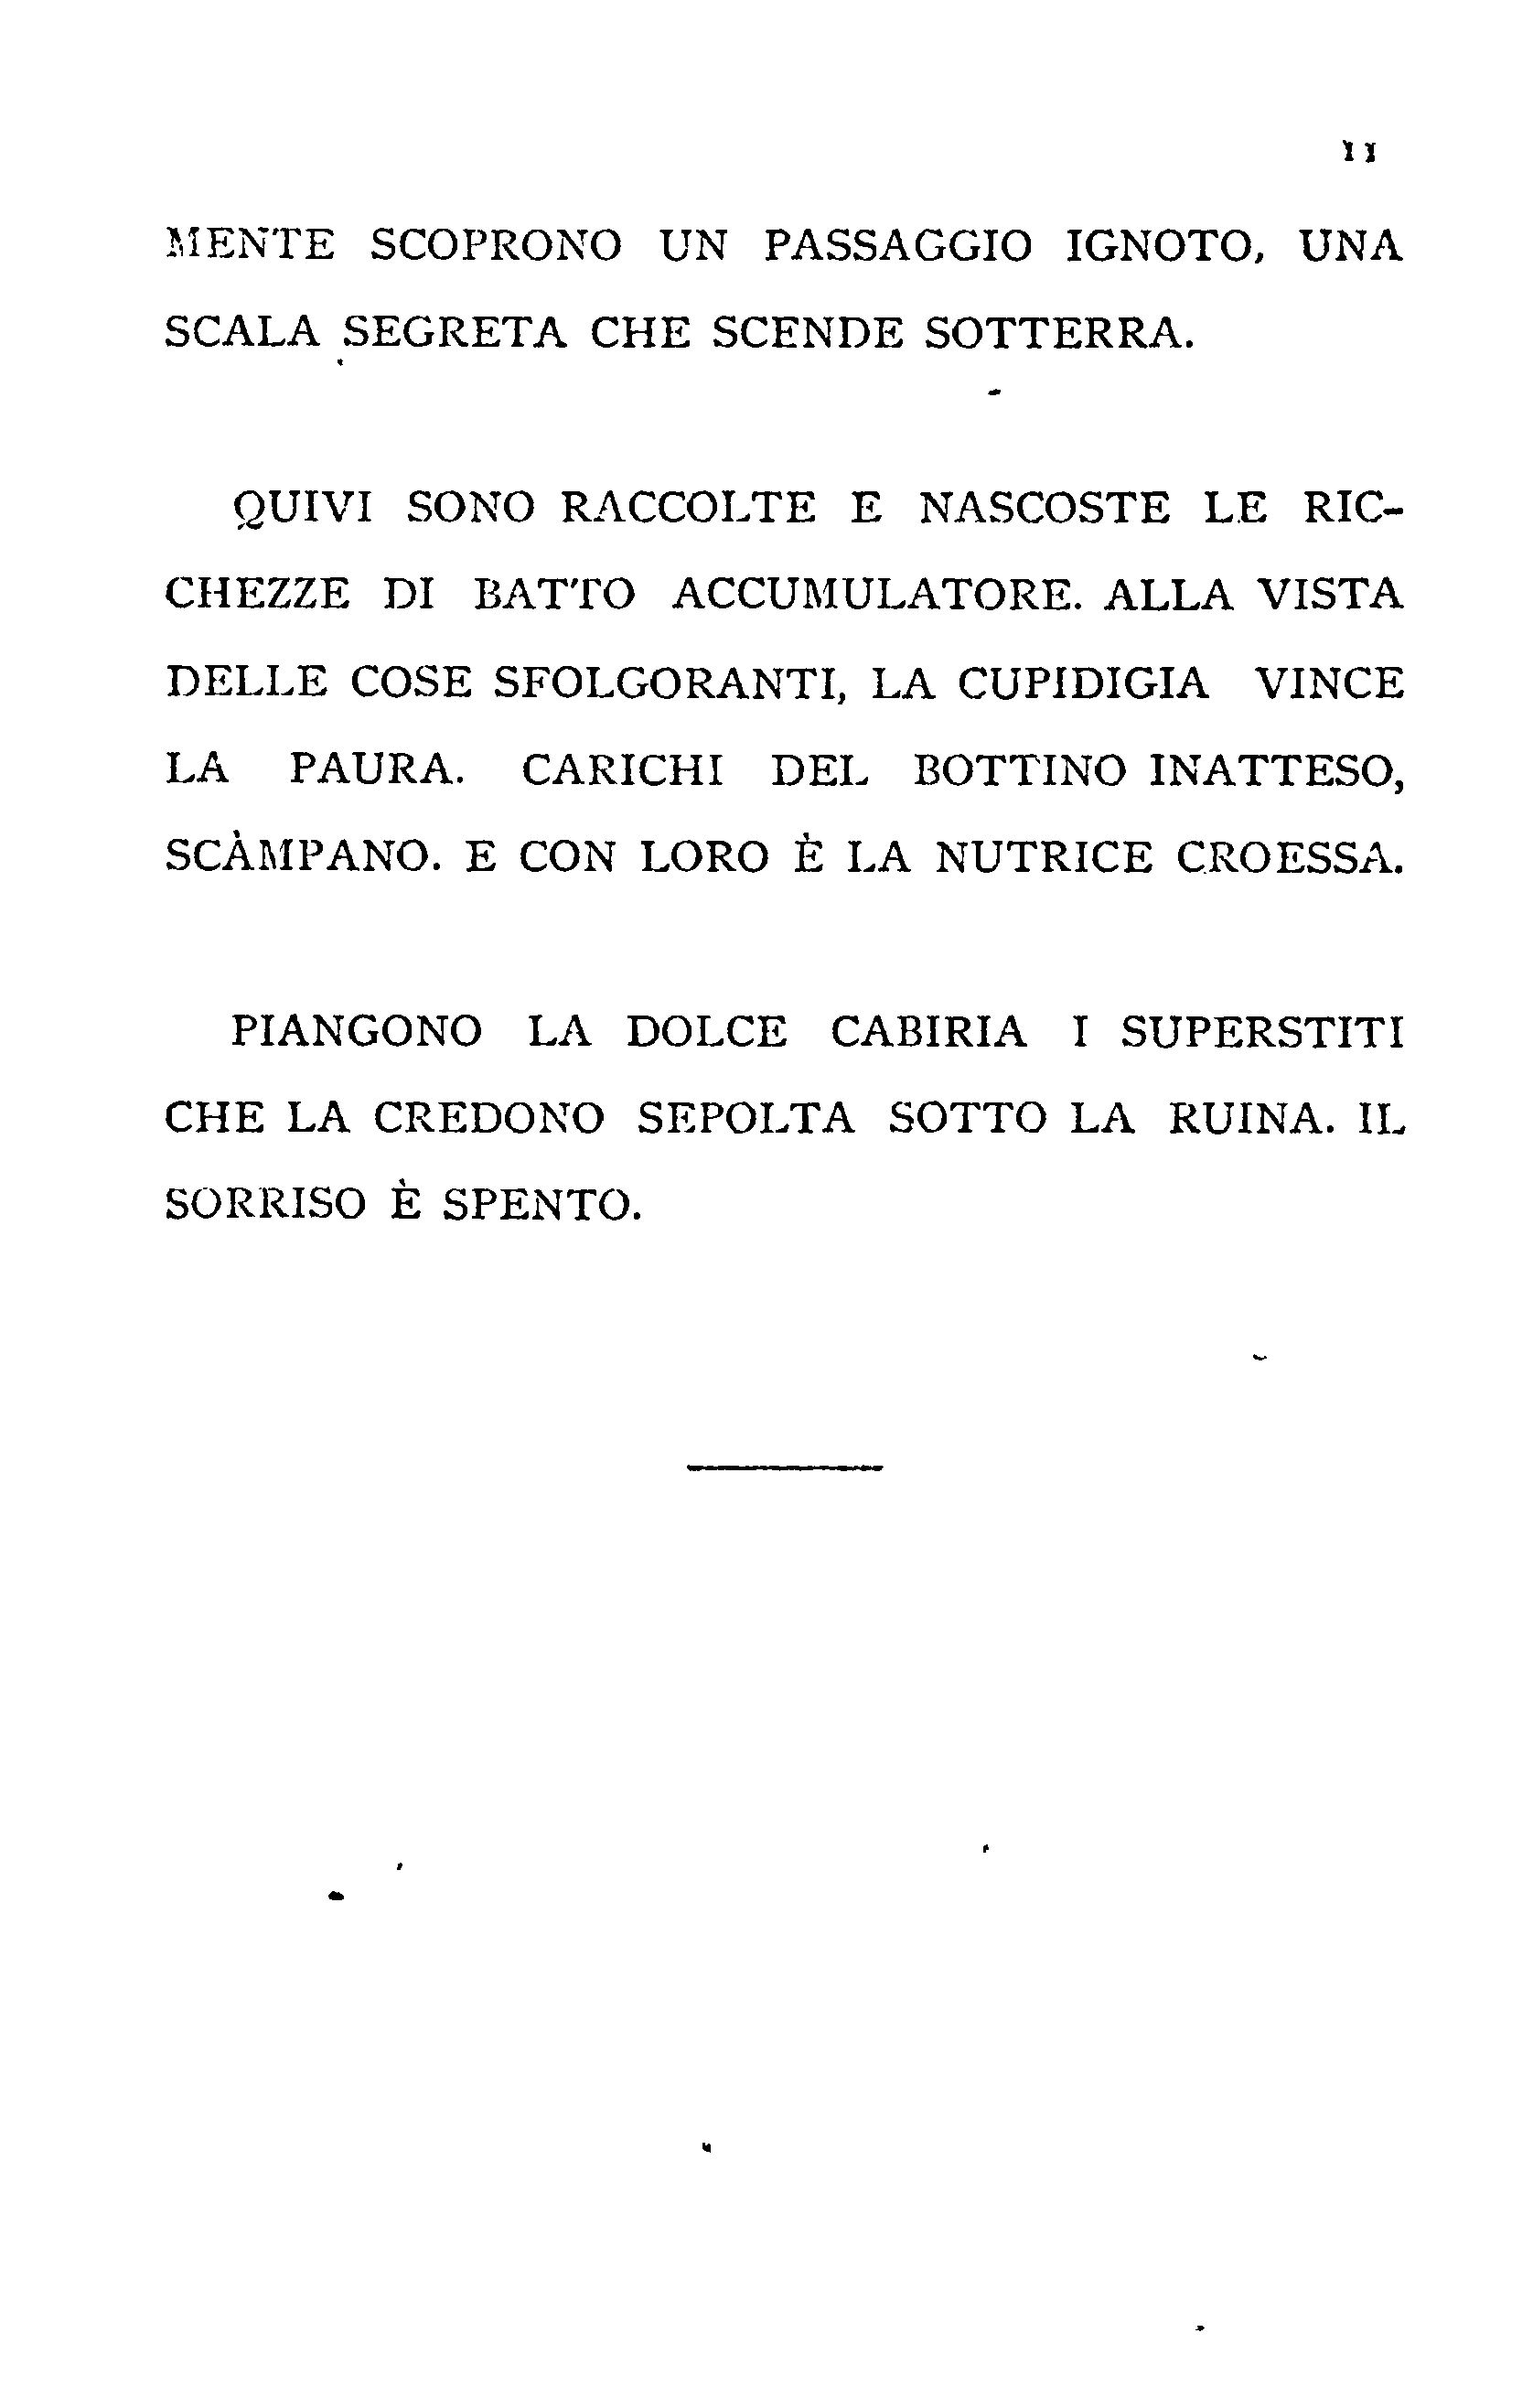 11
MENTE SCOPRONO UN PASSAGGIO IGNOTO, UNA
SCALA SEGRETA CHE SCENDE SOTTERRA.
QUIVI SONO RACCOLTE E NASCOSTE LE RIC-
CHEZZE DI BATTO ACCUMULATORE. ALLA VISTA
DELLE COSE SFOLGORANTI, LA CUPIDIGIA VINCE
LA PAURA. CARICHI DEL BOTTINO INATTESO,
SCÀMPANO. E CON LORO È LA NUTRICE CROESSA.
PIANGONO LA DOLCE CABIRIA I SUPERSTITI
CHE LA CREDONO SEPOLTA SOTTO LA RUINA. IL
SORRISO È SPENTO.